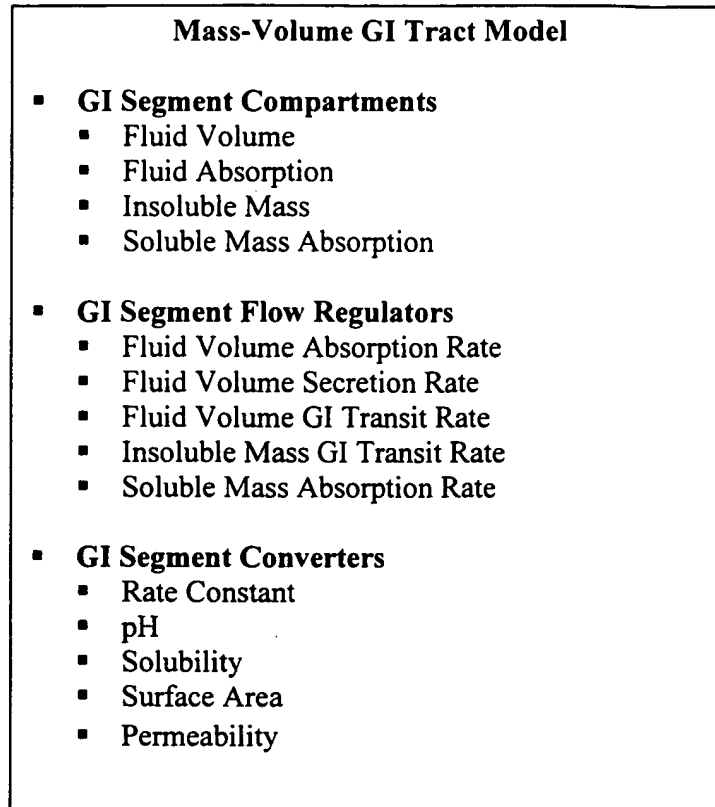 Mass-Volume GI Tract Model
▪ GI Segment Compartments
▪ Fluid Volume
▪ Fluid Absorption
▪ Insoluble Mass
▪ Soluble Mass Absorption
▪ GI Segment Flow Regulators
▪ Fluid Volume Absorption Rate
▪ Fluid Volume Secretion Rate
▪ Fluid Volume GI Transit Rate
▪ Insoluble Mass GI Transit Rate
▪ Soluble Mass Absorption Rate
▪ GI Segment Converters
▪ Rate Constant
▪ pH
▪ Solubility
▪ Surface Area
▪ Permeability